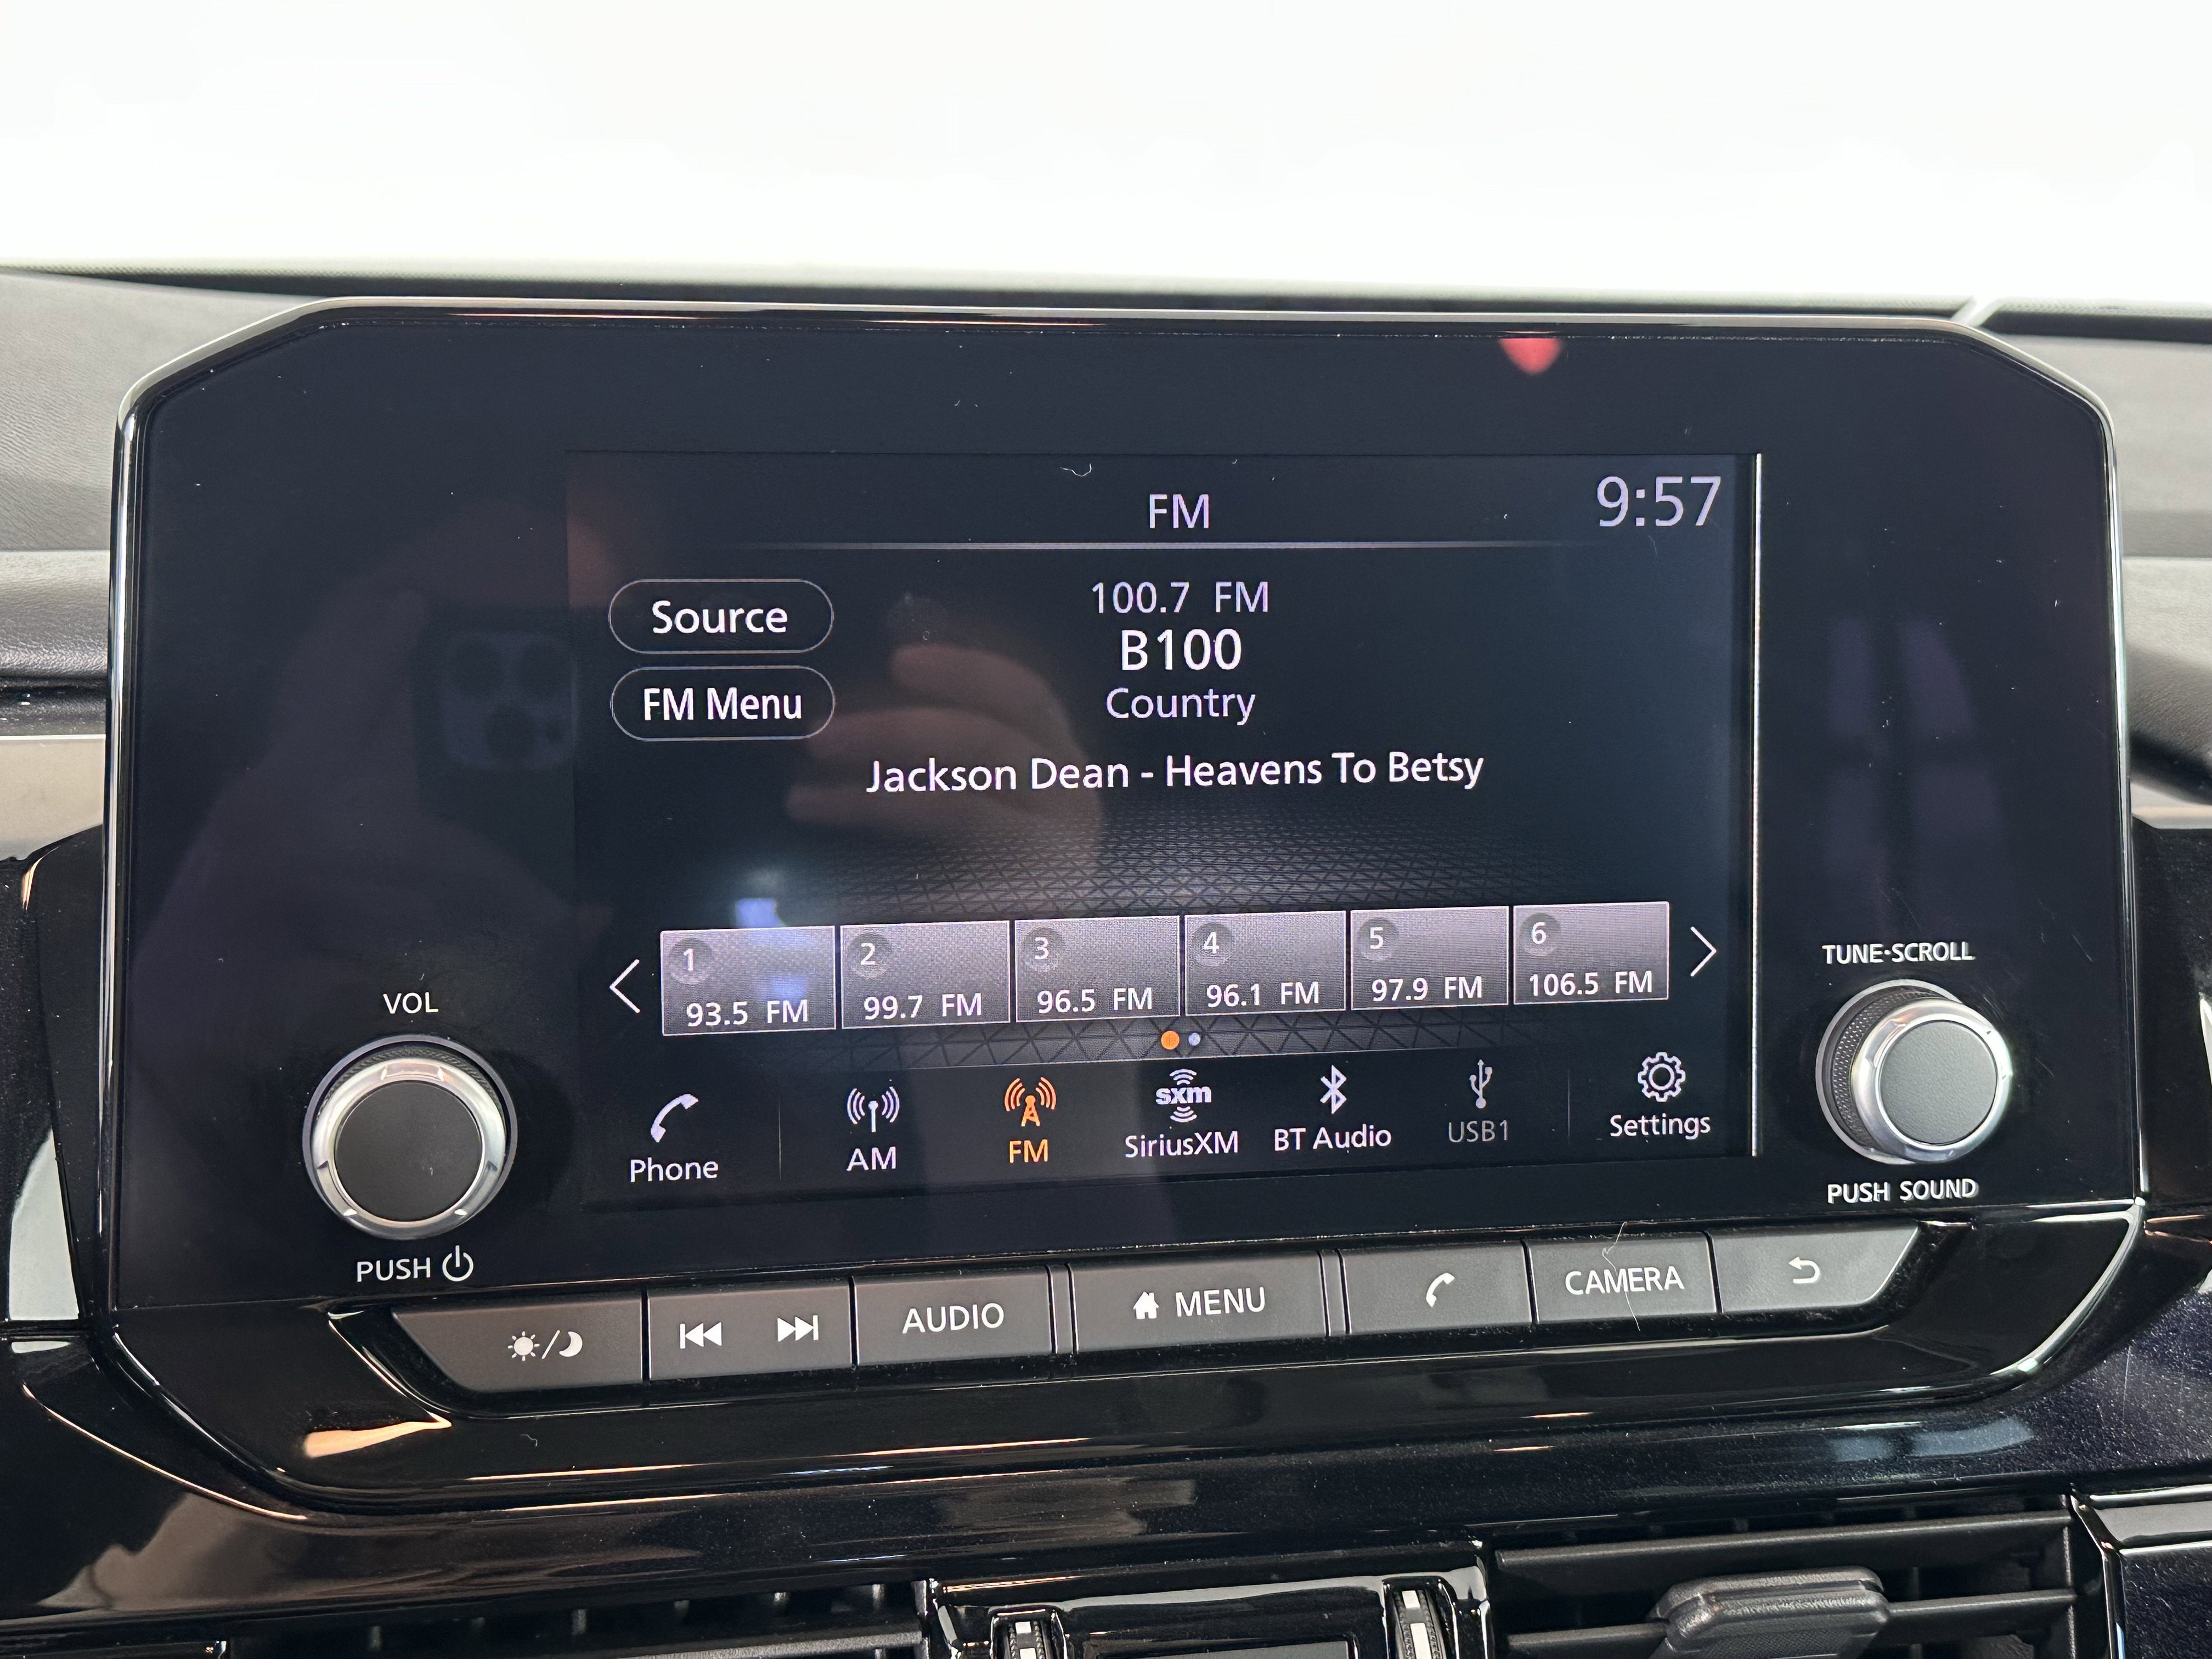 FM
9:57
Source
100.7 FM
B100
FM Menu
Country
Jackson Dean - Heavens To Betsy
1
2
3
4
5
6
93.5 FM
99.7 FM
96.5 FM
96.1 FM
97.9 FM
106.5 FM
Phone
AM
FM
sxm
SiriusXM
BT Audio
USB1
Settings
VOL
PUSH
TUNE·SCROLL
PUSH SOUND
AUDIO
MENU
CAMERA